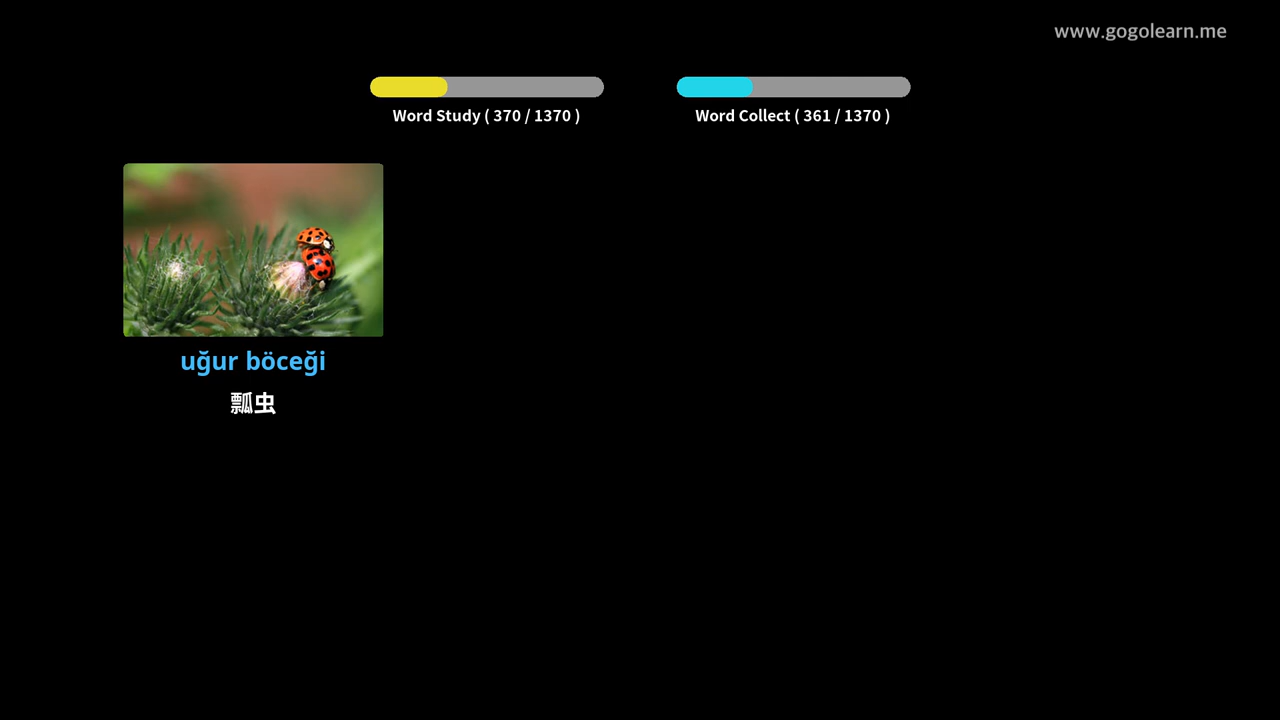 www.gogolearn.me
Word Study ( 370 / 1370 )
Word Collect ( 361 / 1370 )
uğur böceği
瓢虫